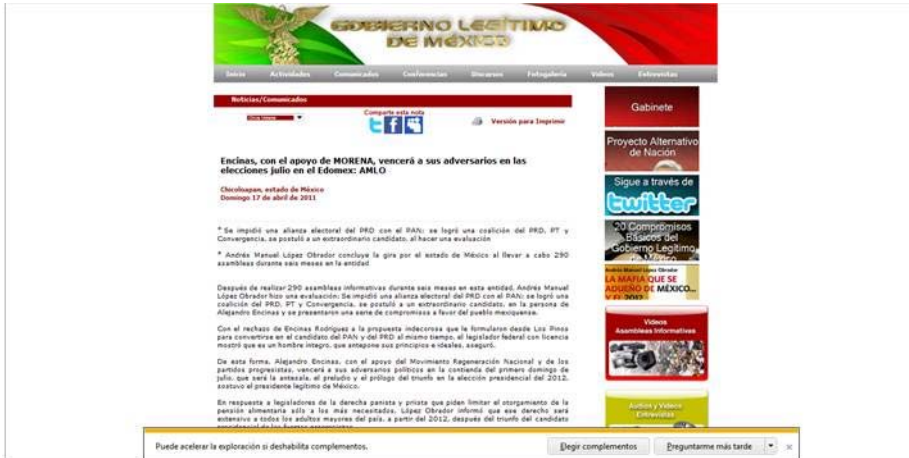 GOBIERNO LEGÍTIMO
DE MÉXICO
Inicio Actividades Comunicados Conferencias Discursos Fotogalería Videos Entrevistas
Noticias/Comunicados
Comparte esta nota
Versión para Imprimir
Encinas, con el apoyo de MORENA, vencerá a sus adversarios en las
elecciones julio en el Edomex: AMLO
Chicoloapan, estado de México
Domingo 17 de abril de 2011
* Se impidió una alianza electoral del PRD con el PAN; se logró una coalición del PRD, PT y
Convergencia, se postuló a un extraordinario candidato, al hacer una evaluación
* Andrés Manuel López Obrador concluye la gira por el estado de México al llevar a cabo 290
asambleas durante seis meses en la entidad
Después de realizar 290 asambleas informativas durante seis meses en esta entidad, Andrés Manuel
López Obrador hizo una evaluación: Se impidió una alianza electoral del PRD con el PAN; se logró una
coalición del PRD, PT y Convergencia, se postuló a un extraordinario candidato, en la persona de
Alejandro Encinas y se presentaron una serie de compromisos a favor del pueblo mexiquense.
Con el rechazo de Encinas Rodríguez a la propuesta indecorosa que le formularon desde Los Pinos
para convertirse en el candidato del PAN y del PRD al mismo tiempo, el legislador federal con licencia
mostró que es un hombre íntegro, que antepone sus principios e ideales, aseguró.
De esta forma, Alejandro Encinas, con el apoyo del Movimiento Regeneración Nacional y de los
partidos progresistas, vencerá a sus adversarios políticos en la contienda del primero domingo de
julio, que será la antesala, el preludio y el prólogo del triunfo en la elección presidencial del 2012,
sostuvo el presidente legítimo de México.
En respuesta a legisladores de la derecha panista y priista que piden limitar el otorgamiento de la
pensión alimentaria sólo a los más necesitados, López Obrador informó que ese derecho será
extensivo a todos los adultos mayores del país, a partir del 2012, después del triunfo del candidato
presidencial de las fuerzas progresistas
Gabinete
Proyecto Alternativo
de Nación
Sigue a través de
twitter
20 Compromisos
Básicos del
Gobierno Legítimo
de México
Andrés Manuel López Obrador
LA MAFIA QUE SE
ADUEÑÓ DE MÉXICO...
Y EL 2012
Videos
Asambleas Informativas
Audios y Videos
Entrevistas
Puede acelerar la exploración si deshabilita complementos.
Elegir complementos
Preguntarme más tarde